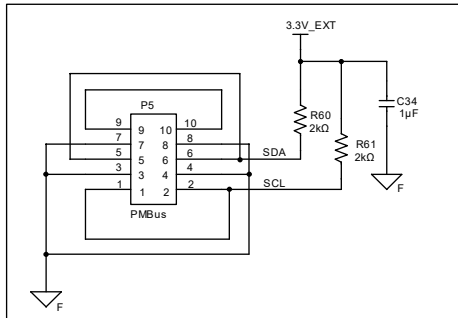 3.3V_EXT
P5
C34
1µF
R60
2kΩ
R61
2kΩ
9 9 10 10
7 7 8 8
5 5 6 6 SDA
3 3 4 4
1 1 2 2 SCL
PMBus
F
F